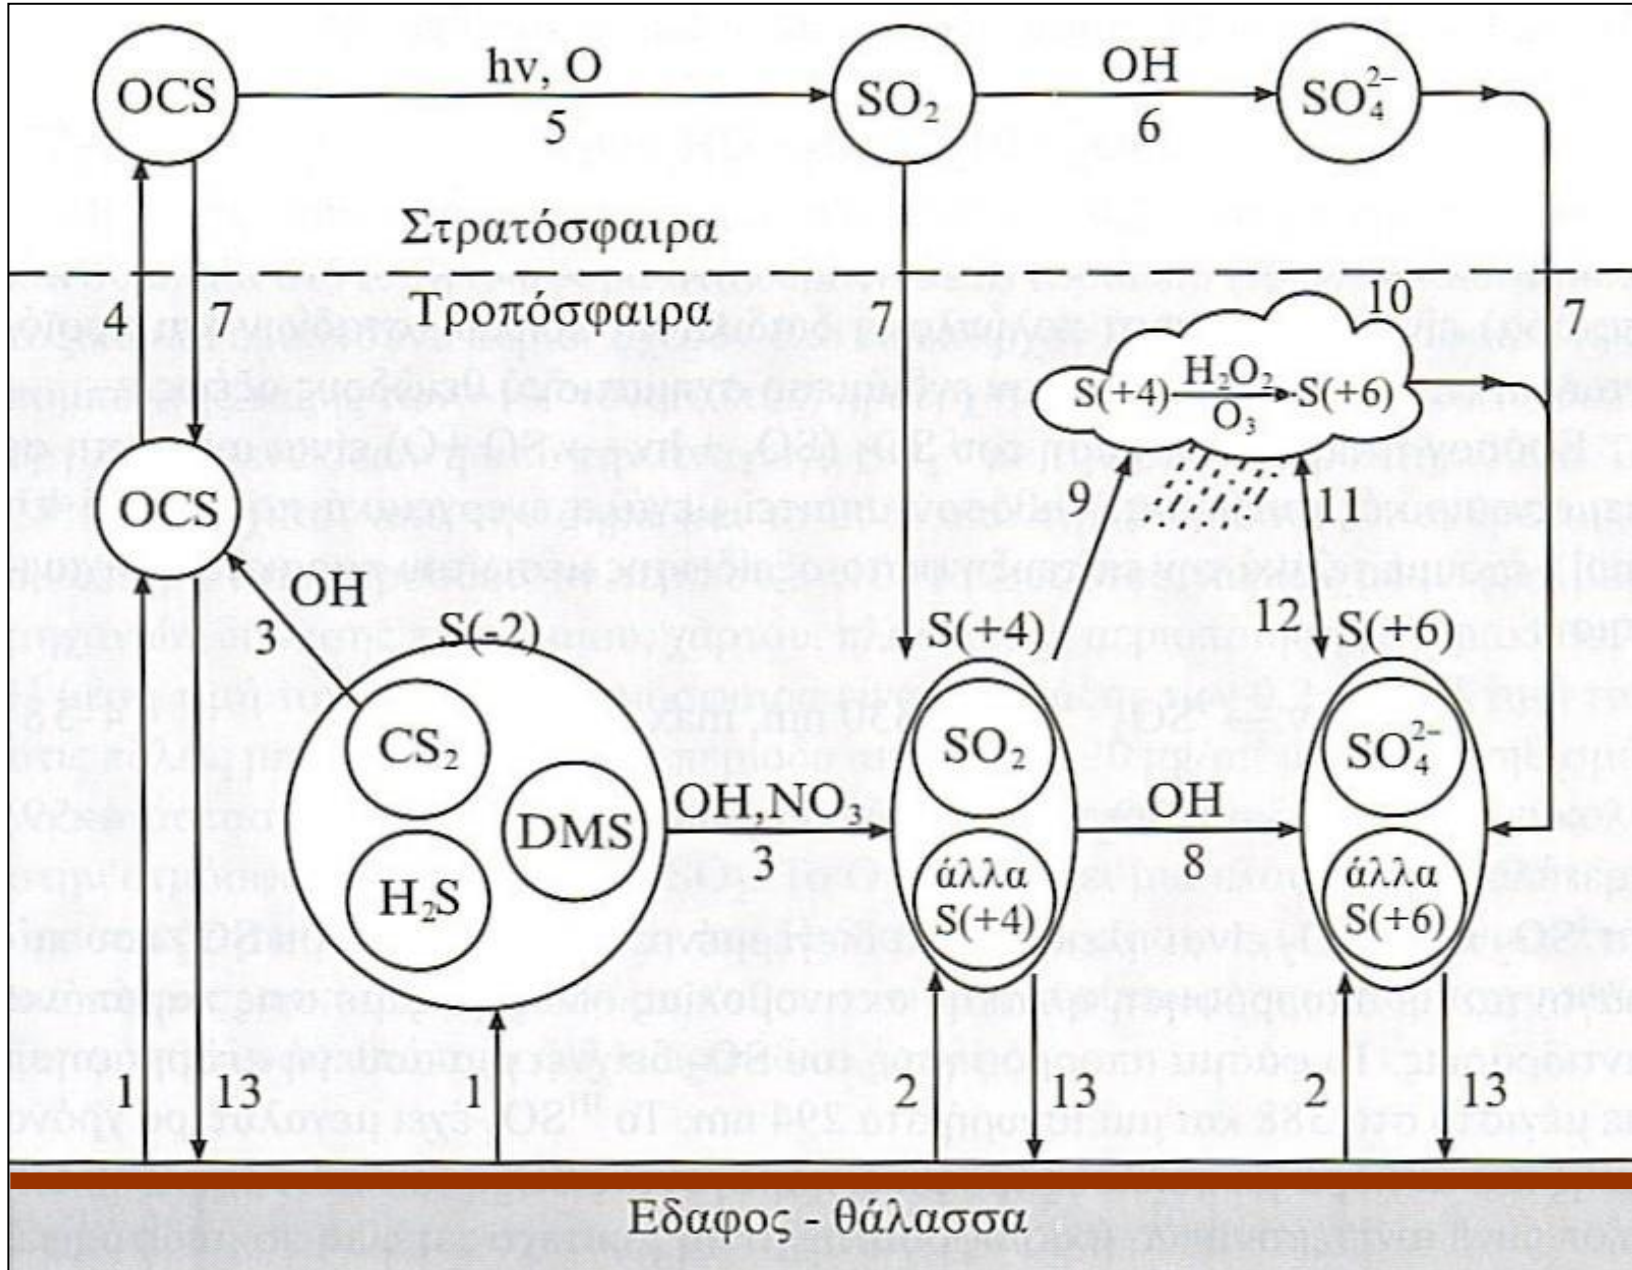 OCS
hν, O
5
SO₂
OH
6
SO₄²⁻
Στρατόσφαιρα
4
7
Τροπόσφαιρα
7
10
7
S(+4)
H₂O₂
O₃
S(+6)
OCS
9
11
OH
3
S(-2)
S(+4)
12
S(+6)
CS₂
SO₂
SO₄²⁻
DMS
OH,NO₃
3
OH
8
H₂S
άλλα
S(+4)
άλλα
S(+6)
1
13
1
2
13
2
13
Εδαφος - θάλασσα